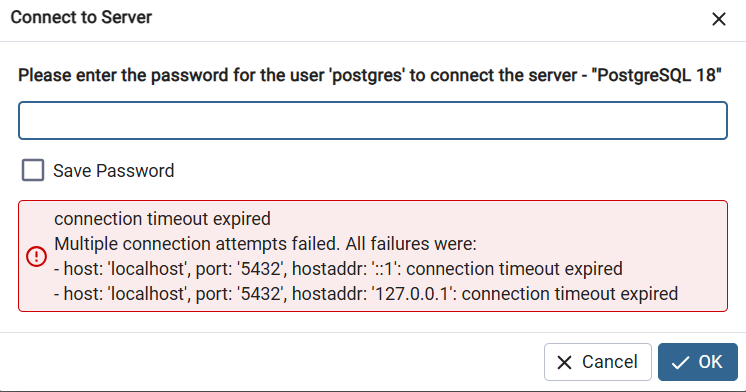 Connect to Server
Please enter the password for the user 'postgres' to connect the server - "PostgreSQL 18"
Save Password
connection timeout expired
Multiple connection attempts failed. All failures were:
- host: 'localhost', port: '5432', hostaddr: '::1': connection timeout expired
- host: 'localhost', port: '5432', hostaddr: '127.0.0.1': connection timeout expired
Cancel
OK